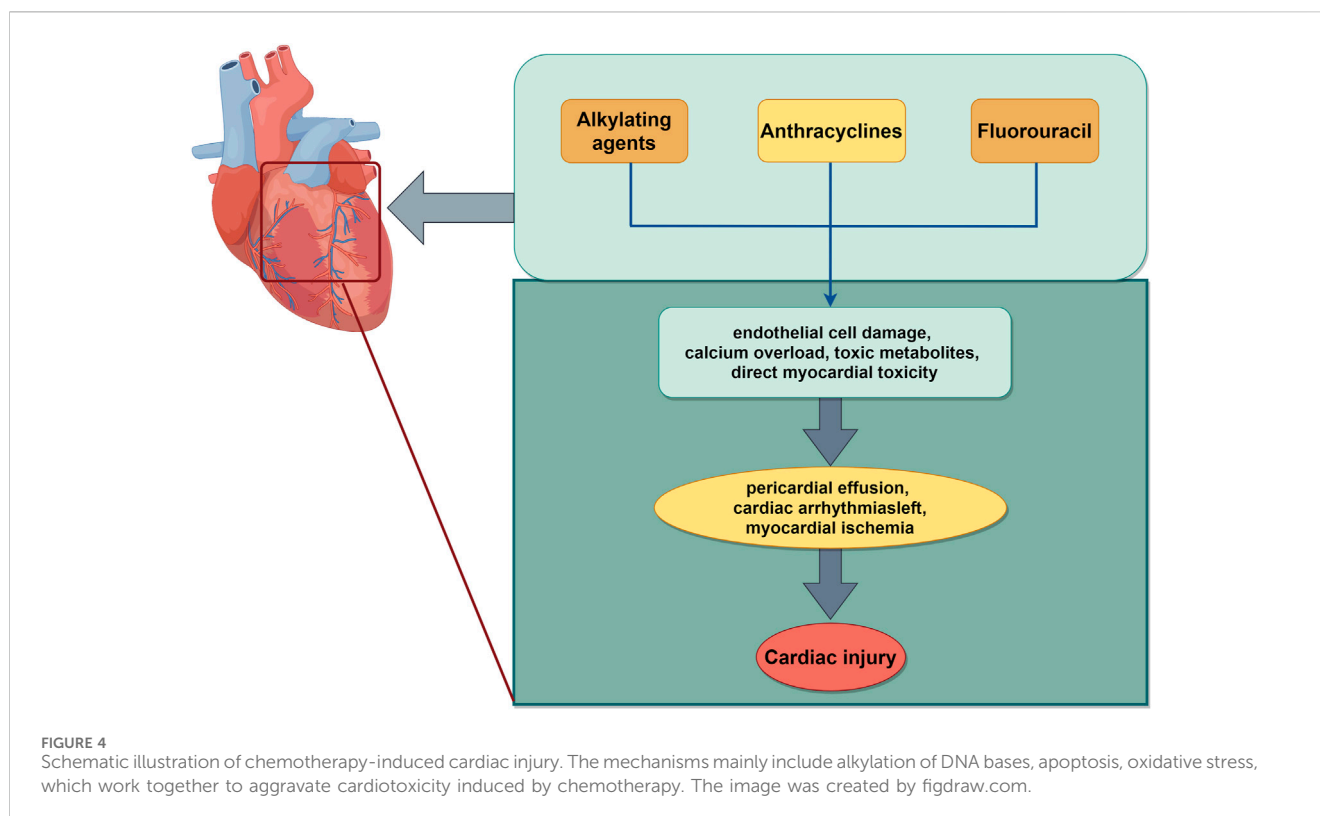 Alkylating
agents
Anthracyclines
Fluorouracil
endothelial cell damage,
calcium overload, toxic metabolites,
direct myocardial toxicity
pericardial effusion,
cardiac arrhythmiasleft,
myocardial ischemia
Cardiac injury
FIGURE 4
Schematic illustration of chemotherapy-induced cardiac injury. The mechanisms mainly include alkylation of DNA bases, apoptosis, oxidative stress,
which work together to aggravate cardiotoxicity induced by chemotherapy. The image was created by figdraw.com.